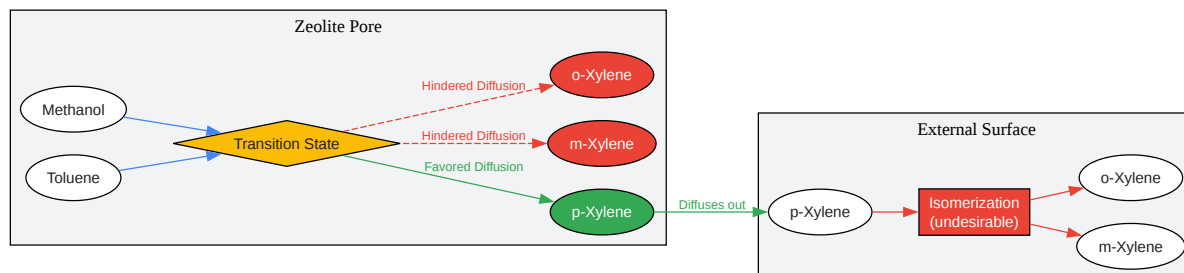 Zeolite Pore
Methanol
Toluene
Transition State
Hindered Diffusion
Hindered Diffusion
Favored Diffusion
o-Xylene
m-Xylene
p-Xylene
Diffuses out
External Surface
p-Xylene
Isomerization
(undesirable)
o-Xylene
m-Xylene